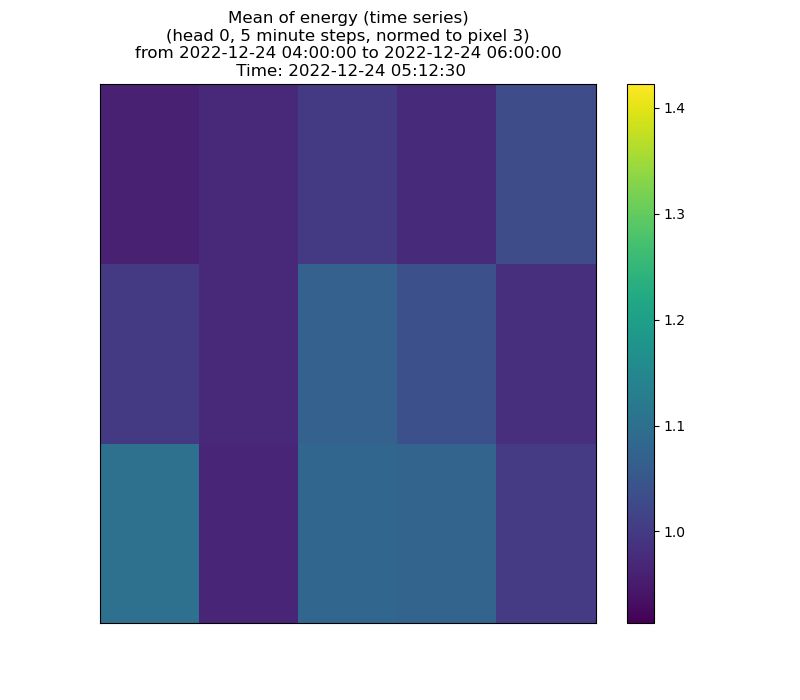 Mean of energy (time series)
(head 0, 5 minute steps, normed to pixel 3)
from 2022-12-24 04:00:00 to 2022-12-24 06:00:00
Time: 2022-12-24 05:12:30
1.4
1.3
1.2
1.1
1.0